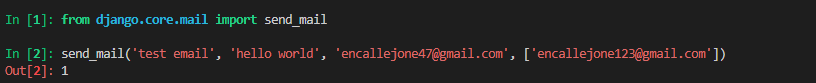 In [1]: from django.core.mail import send_mail
In [2]: send_mail('test email', 'hello world', 'encallejone47@gmail.com', ['encallejone123@gmail.com'])
Out[2]: 1